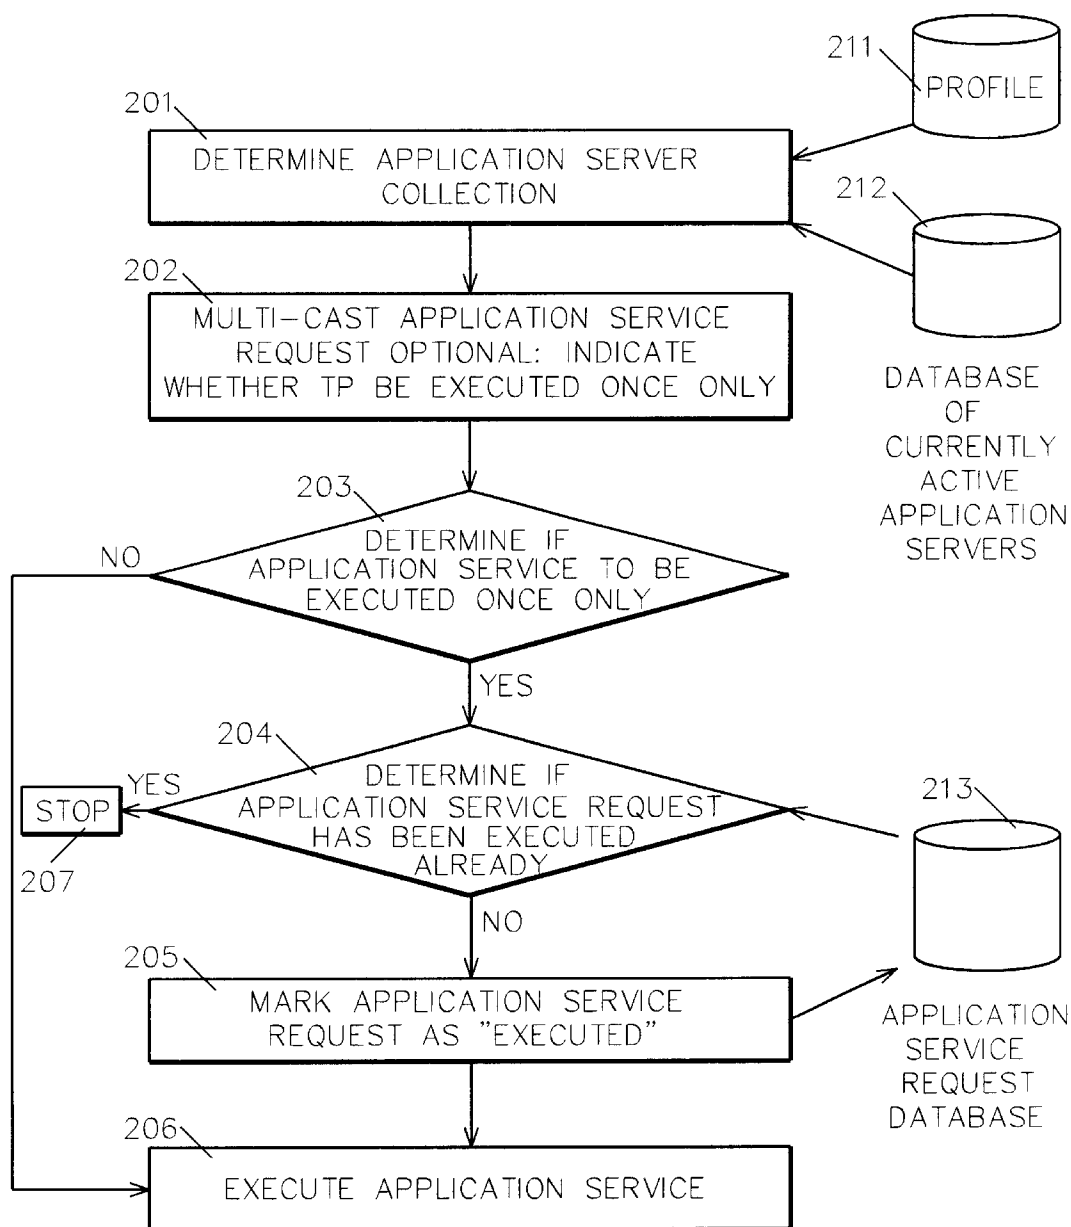 211
PROFILE
201
DETERMINE APPLICATION SERVER
COLLECTION
212
202
MULTI-CAST APPLICATION SERVICE
REQUEST OPTIONAL: INDICATE
WHETHER TP BE EXECUTED ONCE ONLY
DATABASE
OF
CURRENTLY
ACTIVE
APPLICATION
SERVERS
203
NO
DETERMINE IF
APPLICATION SERVICE TO BE
EXECUTED ONCE ONLY
YES
204
YES
DETERMINE IF
APPLICATION SERVICE REQUEST
HAS BEEN EXECUTED
ALREADY
STOP
207
213
NO
205
MARK APPLICATION SERVICE
REQUEST AS "EXECUTED"
APPLICATION
SERVICE
REQUEST
DATABASE
206
EXECUTE APPLICATION SERVICE